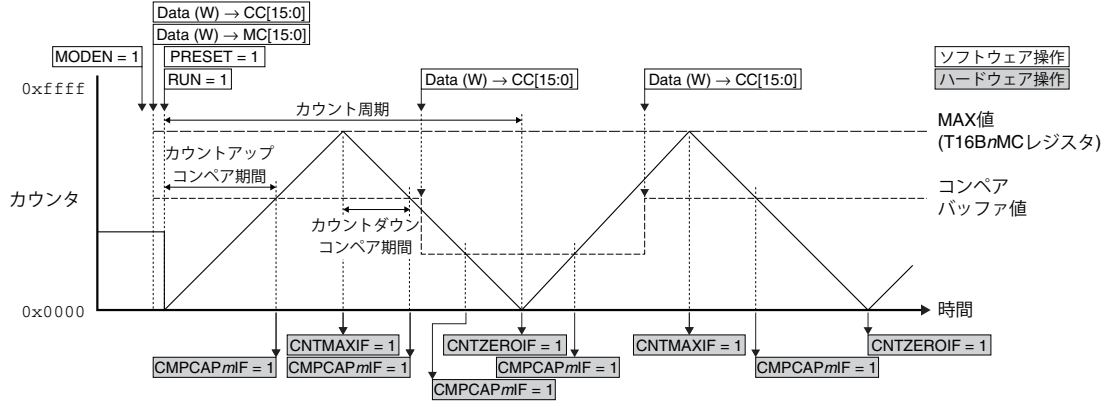 Data (W) → CC[15:0]
Data (W) → MC[15:0]
MODEN = 1
PRESET = 1
RUN = 1
Data (W) → CC[15:0]
Data (W) → CC[15:0]
ソフトウェア操作
ハードウェア操作
0xffff
カウント周期
MAX値
(T16BnMCレジスタ)
カウントアップ
コンペア期間
カウンタ
コンペア
バッファ値
カウントダウン
コンペア期間
0x0000
時間
CNTMAXIF = 1
CNTZEROIF = 1
CNTMAXIF = 1
CNTZEROIF = 1
CMPCAPmIF = 1
CMPCAPmIF = 1
CMPCAPmIF = 1
CMPCAPmIF = 1
CMPCAPmIF = 1